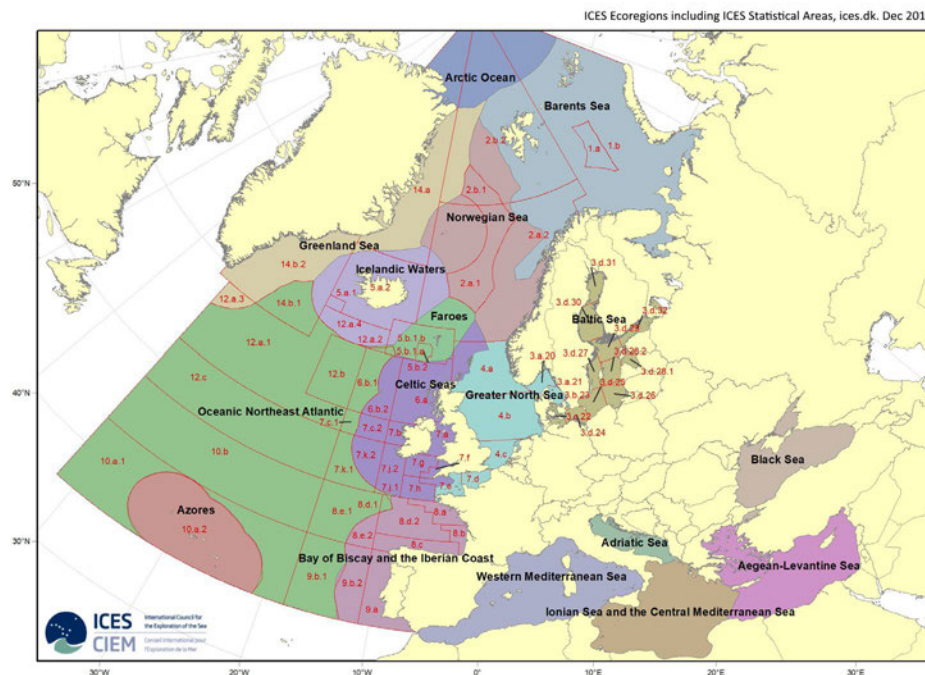 ICES Ecoregions including ICES Statistical Areas, ices.dk. Dec 201
Arctic Ocean
Barents Sea
2.b.2
1.a
1.b
50°N
14.a
2.b.1
Norwegian Sea
2.a.2
Greenland Sea
14.b.2
Icelandic Waters
3.d.31
5.a.1
5.a.2
2.a.1
12.a.3
14.b.1
3.d.30
3.d.32
12.a.4
Faroes
Baltic Sea
3.d.29
12.a.1
12.a.2
5.b.1.b
5.b.1.a
3.a.20
3.d.27
3.d.28.2
5.b.2
4.a
3.d.28.1
12.c
12.b
6.b.1
Celtic Seas
3.a.21
3.d.25
40°N
6.a
Greater North Sea
3.b.23
3.d.26
Oceanic Northeast Atlantic
6.b.2
4.b
3.c.22
7.c.1
7.c.2
7.b
7.a
3.d.24
10.b
7.k.2
7.g
7.f
4.c
Black Sea
10.a.1
7.k.1
7.j.2
7.d
7.j.1
7.h
7.e
8.d.1
8.a
Azores
8.e.1
8.d.2
10.a.2
8.e.2
8.b
30°N
8.c
Adriatic Sea
Bay of Biscay and the Iberian Coast
Aegean-Levantine Sea
9.b.1
9.b.2
Western Mediterranean Sea
9.a
Ionian Sea and the Central Mediterranean Sea
ICES
International Council for
the Exploration of the Sea
CIEM
Conseil International pour
l'Exploration de la Mer
30°W
20°W
10°W
0°
10°E
20°E
30°E